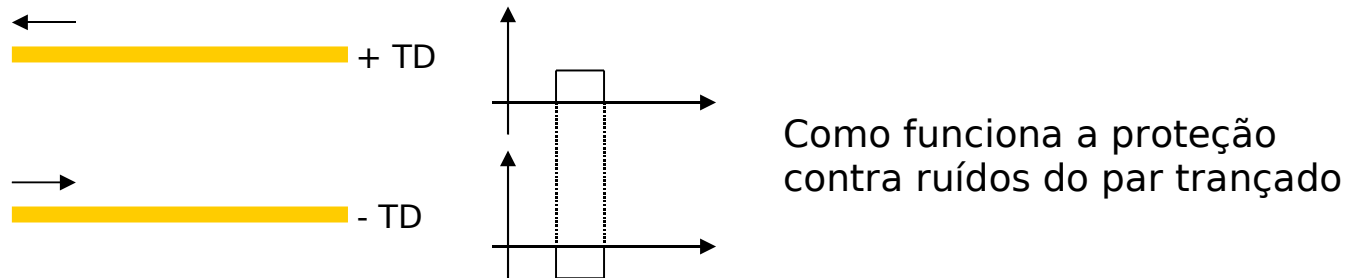 + TD
- TD
Como funciona a proteção
contra ruídos do par trançado